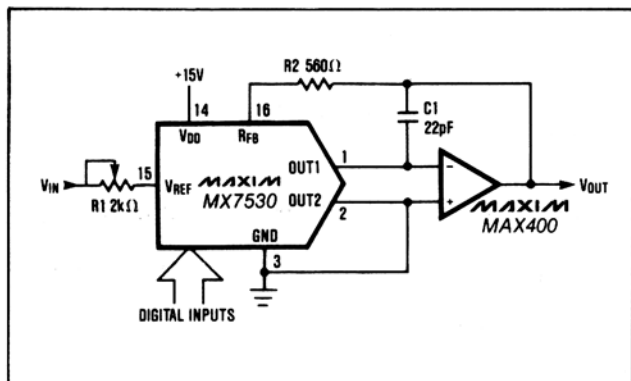 R2 560Ω
+15V
14
16
C1
22pF
VDD
RFB
1
VIN
15
VREF
MAXIM
MX7530
OUT1
OUT2
2
−
+
VOUT
R1 2kΩ
MAXIM
MAX400
GND
3
DIGITAL INPUTS